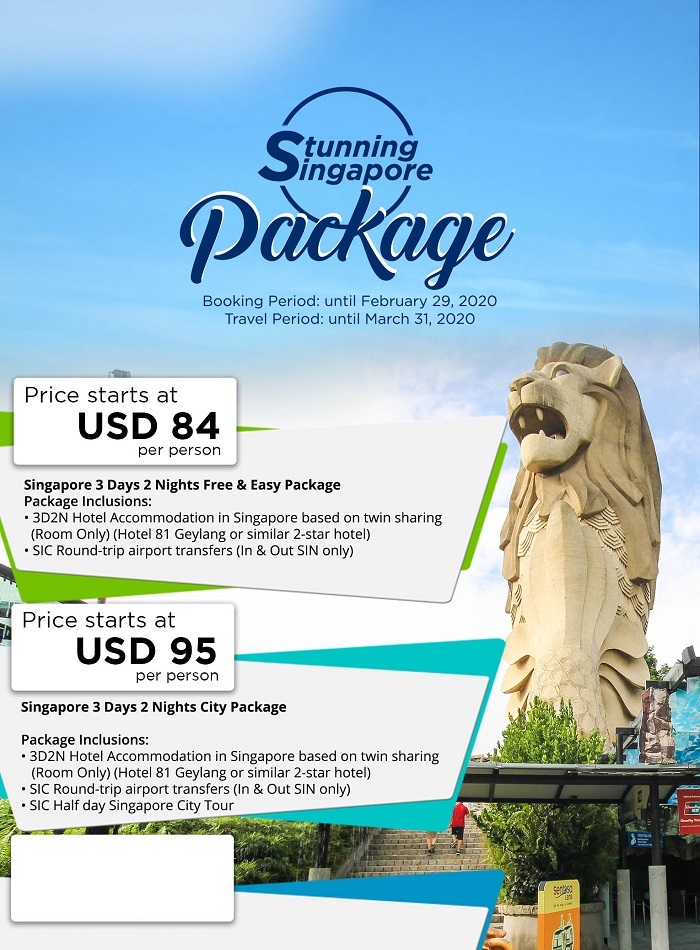 Stunning
Singapore
Package
Booking Period: until February 29, 2020
Travel Period: until March 31, 2020
Price starts at
USD 84
per person
Singapore 3 Days 2 Nights Free & Easy Package
Package Inclusions:
• 3D2N Hotel Accommodation in Singapore based on twin sharing
(Room Only) (Hotel 81 Geylang or similar 2-star hotel)
• SIC Round-trip airport transfers (In & Out SIN only)
Price starts at
USD 95
per person
Singapore 3 Days 2 Nights City Package
Package Inclusions:
• 3D2N Hotel Accommodation in Singapore based on twin sharing
(Room Only) (Hotel 81 Geylang or similar 2-star hotel)
• SIC Round-trip airport transfers (In & Out SIN only)
• SIC Half day Singapore City Tour
sentosa